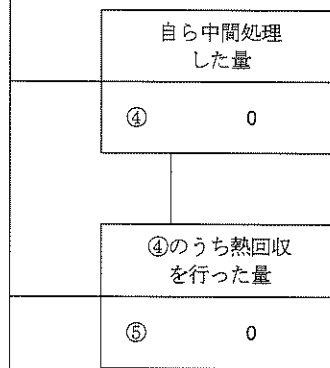 自ら中間処理
した量
④ 0
④のうち熱回収
を行った量
⑤ 0